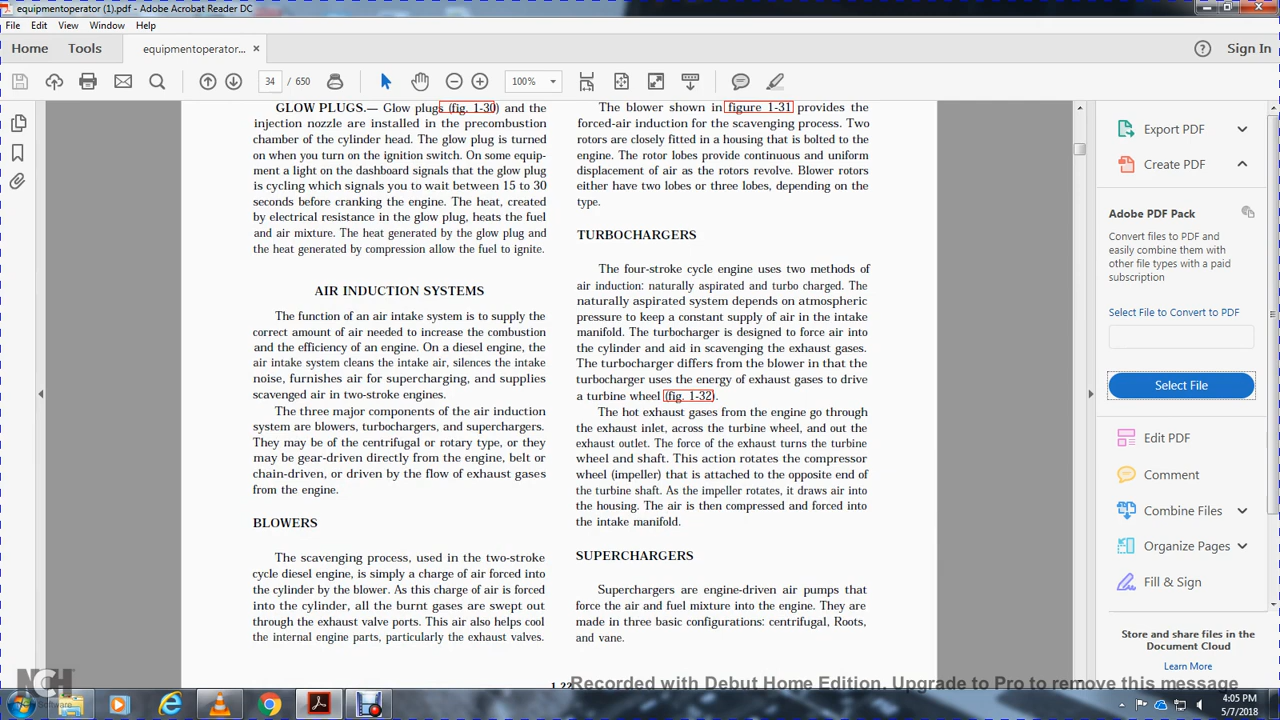 equipmentoperator (1).pdf - Adobe Acrobat Reader DC
File Edit View Window Help
Home Tools equipmentoperator... × Sign In
34 / 650 100%
GLOW PLUGS.— Glow plugs (fig. 1-30) and the
injection nozzle are installed in the precombustion
chamber of the cylinder head. The glow plug is turned
on when you turn on the ignition switch. On some equip-
ment a light on the dashboard signals that the glow plug
is cycling which signals you to wait between 15 to 30
seconds before cranking the engine. The heat, created
by electrical resistance in the glow plug, heats the fuel
and air mixture. The heat generated by the glow plug and
the heat generated by compression allow the fuel to ignite.
AIR INDUCTION SYSTEMS
The function of an air intake system is to supply the
correct amount of air needed to increase the combustion
and the efficiency of an engine. On a diesel engine, the
air intake system cleans the intake air, silences the intake
noise, furnishes air for supercharging, and supplies
scavenged air in two-stroke engines.
The three major components of the air induction
system are blowers, turbochargers, and superchargers.
They may be of the centrifugal or rotary type, or they
may be gear-driven directly from the engine, belt or
chain-driven, or driven by the flow of exhaust gases
from the engine.
BLOWERS
The scavenging process, used in the two-stroke
cycle diesel engine, is simply a charge of air forced into
the cylinder by the blower. As this charge of air is forced
into the cylinder, all the burnt gases are swept out
through the exhaust valve ports. This air also helps cool
the internal engine parts, particularly the exhaust valves.
The blower shown in figure 1-31 provides the
forced-air induction for the scavenging process. Two
rotors are closely fitted in a housing that is bolted to the
engine. The rotor lobes provide continuous and uniform
displacement of air as the rotors revolve. Blower rotors
either have two lobes or three lobes, depending on the
type.
TURBOCHARGERS
The four-stroke cycle engine uses two methods of
air induction: naturally aspirated and turbo charged. The
naturally aspirated system depends on atmospheric
pressure to keep a constant supply of air in the intake
manifold. The turbocharger is designed to force air into
the cylinder and aid in scavenging the exhaust gases.
The turbocharger differs from the blower in that the
turbocharger uses the energy of exhaust gases to drive
a turbine wheel (fig. 1-32).
The hot exhaust gases from the engine go through
the exhaust inlet, across the turbine wheel, and out the
exhaust outlet. The force of the exhaust turns the turbine
wheel and shaft. This action rotates the compressor
wheel (impeller) that is attached to the opposite end of
the turbine shaft. As the impeller rotates, it draws air into
the housing. The air is then compressed and forced into
the intake manifold.
SUPERCHARGERS
Superchargers are engine-driven air pumps that
force the air and fuel mixture into the engine. They are
made in three basic configurations: centrifugal, Roots,
and vane.
Export PDF
Create PDF
Adobe PDF Pack
Convert files to PDF and
easily combine them with
other file types with a paid
subscription
Select File to Convert to PDF
Select File
Edit PDF
Comment
Combine Files
Organize Pages
Fill & Sign
Store and share files in the
Document Cloud
Learn More
Recorded with Debut Home Edition. Upgrade to Pro to remove this message
NCH Software
4:05 PM
5/7/2018